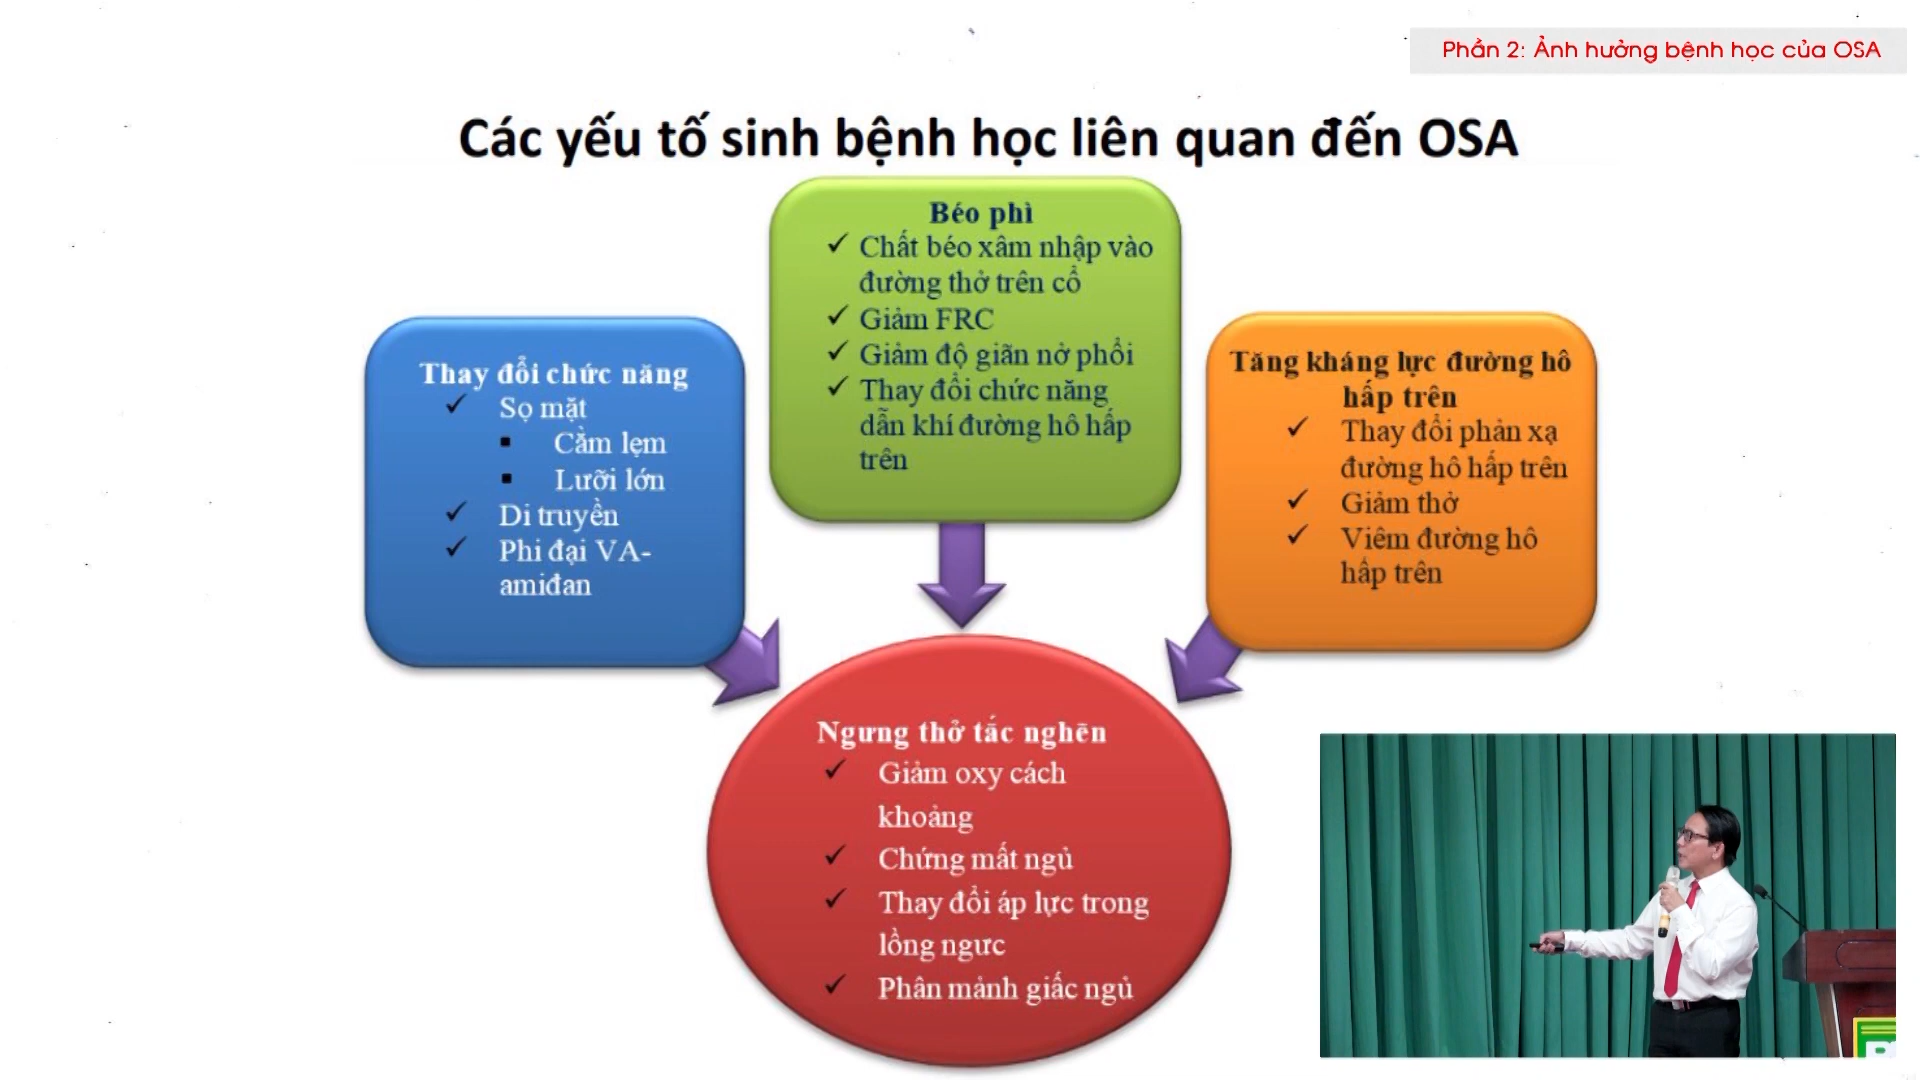 Phần 2: Ảnh hưởng bệnh học của OSA
Các yếu tố sinh bệnh học liên quan đến OSA
Béo phì
Chất béo xâm nhập vào
đường thở trên cổ
Giảm FRC
Giảm độ giãn nở phổi
Thay đổi chức năng
dẫn khí đường hô hấp
trên
Thay đổi chức năng
Sọ mặt
Cằm lẹm
Lưỡi lớn
Di truyền
Phi đại VA-
amiđan
Tăng kháng lực đường hô
hấp trên
Thay đổi phản xạ
đường hô hấp trên
Giảm thở
Viêm đường hô
hấp trên
Ngưng thở tắc nghẽn
Giảm oxy cách
khoảng
Chứng mất ngủ
Thay đổi áp lực trong
lồng ngưc
Phân mảnh giấc ngủ